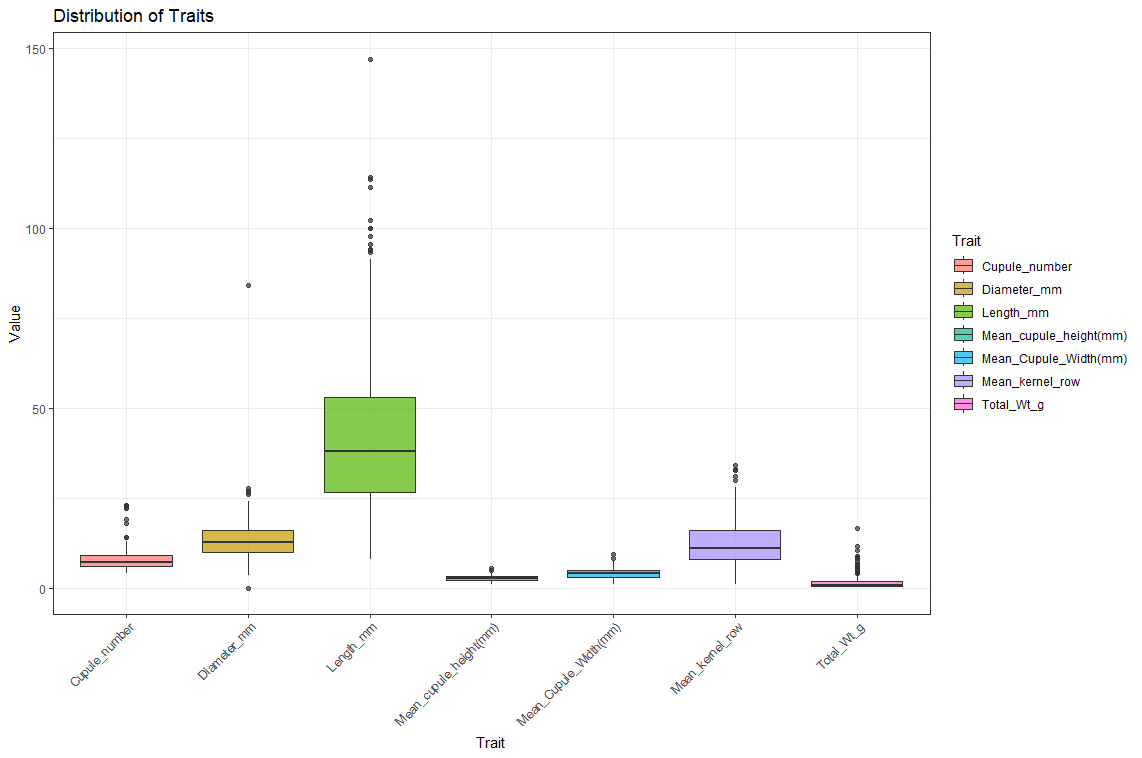 Distribution of Traits
150
100
50
0
Value
Cupule_number
Diameter_mm
Length_mm
Mean_cupule_height(mm)
Mean_Cupule_Width(mm)
Mean_kernel_row
Total_Wt_g
Trait
Trait
Cupule_number
Diameter_mm
Length_mm
Mean_cupule_height(mm)
Mean_Cupule_Width(mm)
Mean_kernel_row
Total_Wt_g